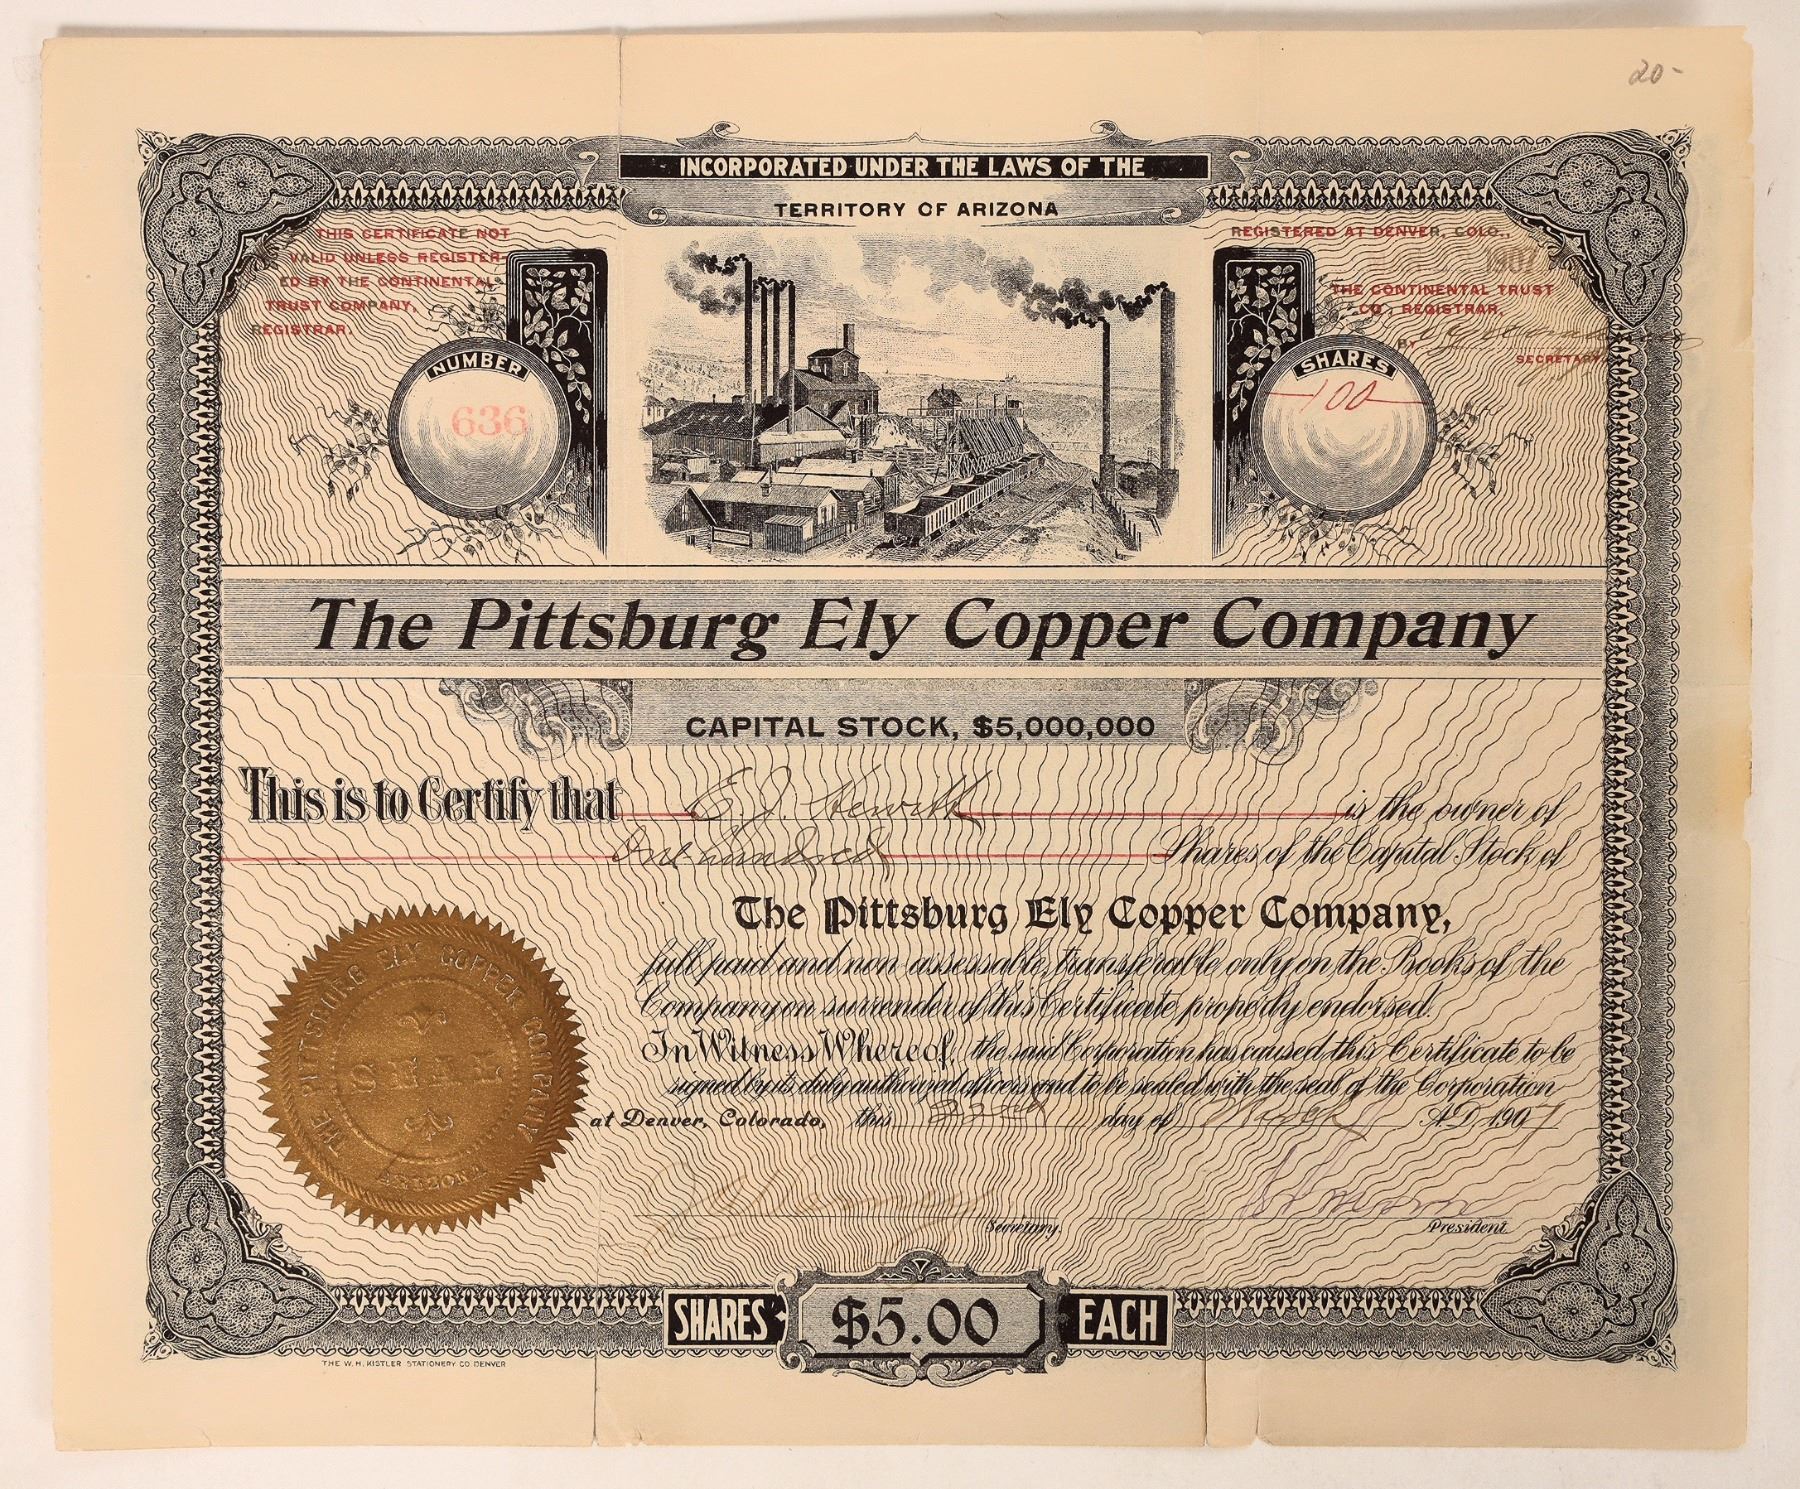 20-
INCORPORATED UNDER THE LAWS OF THE
TERRITORY OF ARIZONA
THIS CERTIFICATE NOT
VALID UNLESS REGISTER-
ED BY THE CONTINENTAL
TRUST COMPANY,
REGISTRAR.
REGISTERED AT DENVER, COLO.,
1907
THE CONTINENTAL TRUST
CO., REGISTRAR,
BY
SECRETARY.
NUMBER
636
SHARES
100
The Pittsburg Ely Copper Company
CAPITAL STOCK, $5,000,000
This is to Certify that E. J. Hewitt is the owner of
One hundred Shares of the Capital Stock of
The Pittsburg Ely Copper Company,
full paid and non assessable, transferable only on the Books of the
Company on surrender of this Certificate properly endorsed.
In Witness Whereof, the said Corporation has caused this Certificate to be
signed by its duly authorized officers and to be sealed with the seal of the Corporation
at Denver, Colorado, this 22nd day of March A.D. 1907
Secretary.
President.
THE PITTSBURG ELY COPPER COMPANY
SEAL
ARIZONA
SHARES $5.00 EACH
THE W. H. KISTLER STATIONERY CO. DENVER